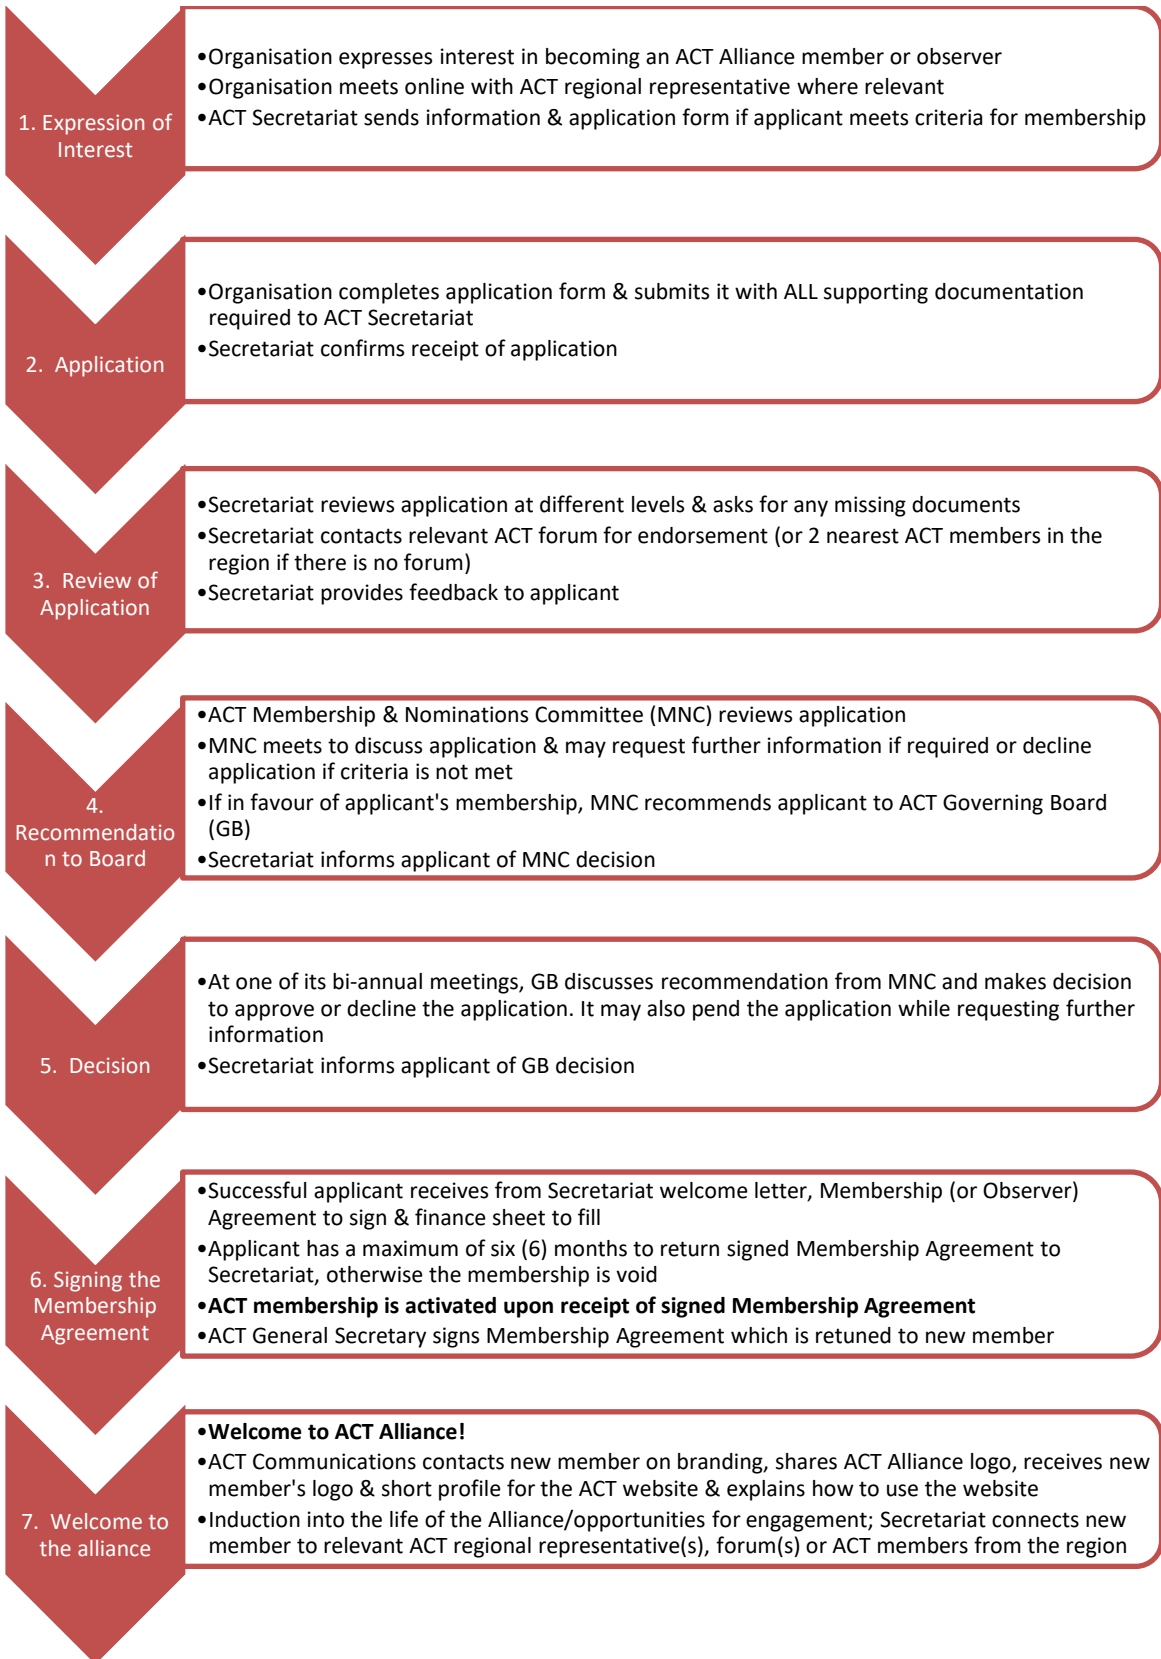 1. Expression of
Interest
•Organisation expresses interest in becoming an ACT Alliance member or observer
•Organisation meets online with ACT regional representative where relevant
•ACT Secretariat sends information & application form if applicant meets criteria for membership
2. Application
•Organisation completes application form & submits it with ALL supporting documentation
required to ACT Secretariat
•Secretariat confirms receipt of application
3. Review of
Application
•Secretariat reviews application at different levels & asks for any missing documents
•Secretariat contacts relevant ACT forum for endorsement (or 2 nearest ACT members in the
region if there is no forum)
•Secretariat provides feedback to applicant
4.
Recommendatio
n to Board
•ACT Membership & Nominations Committee (MNC) reviews application
•MNC meets to discuss application & may request further information if required or decline
application if criteria is not met
•If in favour of applicant's membership, MNC recommends applicant to ACT Governing Board
(GB)
•Secretariat informs applicant of MNC decision
5. Decision
•At one of its bi-annual meetings, GB discusses recommendation from MNC and makes decision
to approve or decline the application. It may also pend the application while requesting further
information
•Secretariat informs applicant of GB decision
6. Signing the
Membership
Agreement
•Successful applicant receives from Secretariat welcome letter, Membership (or Observer)
Agreement to sign & finance sheet to fill
•Applicant has a maximum of six (6) months to return signed Membership Agreement to
Secretariat, otherwise the membership is void
•ACT membership is activated upon receipt of signed Membership Agreement
•ACT General Secretary signs Membership Agreement which is retuned to new member
7. Welcome to
the alliance
•Welcome to ACT Alliance!
•ACT Communications contacts new member on branding, shares ACT Alliance logo, receives new
member's logo & short profile for the ACT website & explains how to use the website
•Induction into the life of the Alliance/opportunities for engagement; Secretariat connects new
member to relevant ACT regional representative(s), forum(s) or ACT members from the region